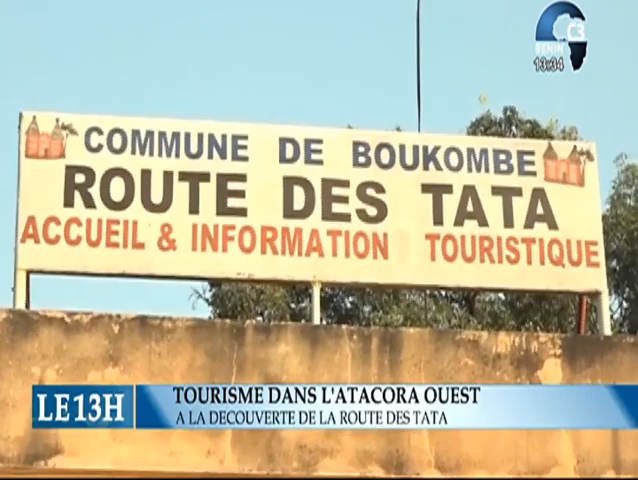 C3
BENIN
13:34
COMMUNE DE BOUKOMBE
ROUTE DES TATA
ACCUEIL & INFORMATION TOURISTIQUE
LE13H
TOURISME DANS L'ATACORA OUEST
A LA DECOUVERTE DE LA ROUTE DES TATA